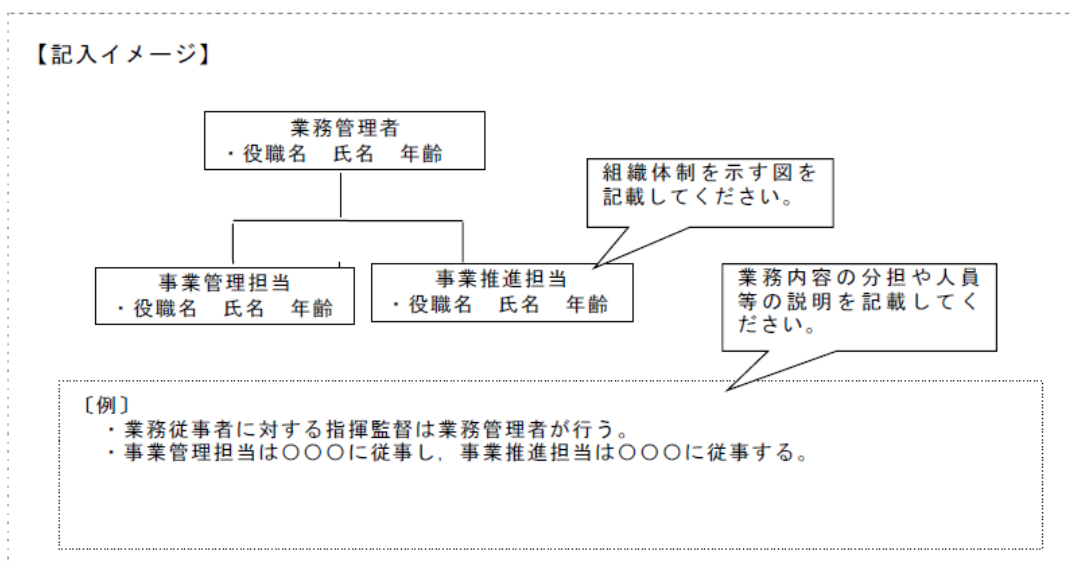 【記入イメージ】
業務管理者
・役職名　氏名　年齢
組織体制を示す図を
記載してください。
事業管理担当
・役職名　氏名　年齢
事業推進担当
・役職名　氏名　年齢
業務内容の分担や人員
等の説明を記載してく
ださい。
〔例〕
・業務従事者に対する指揮監督は業務管理者が行う。
・事業管理担当は〇〇〇に従事し，事業推進担当は〇〇〇に従事する。